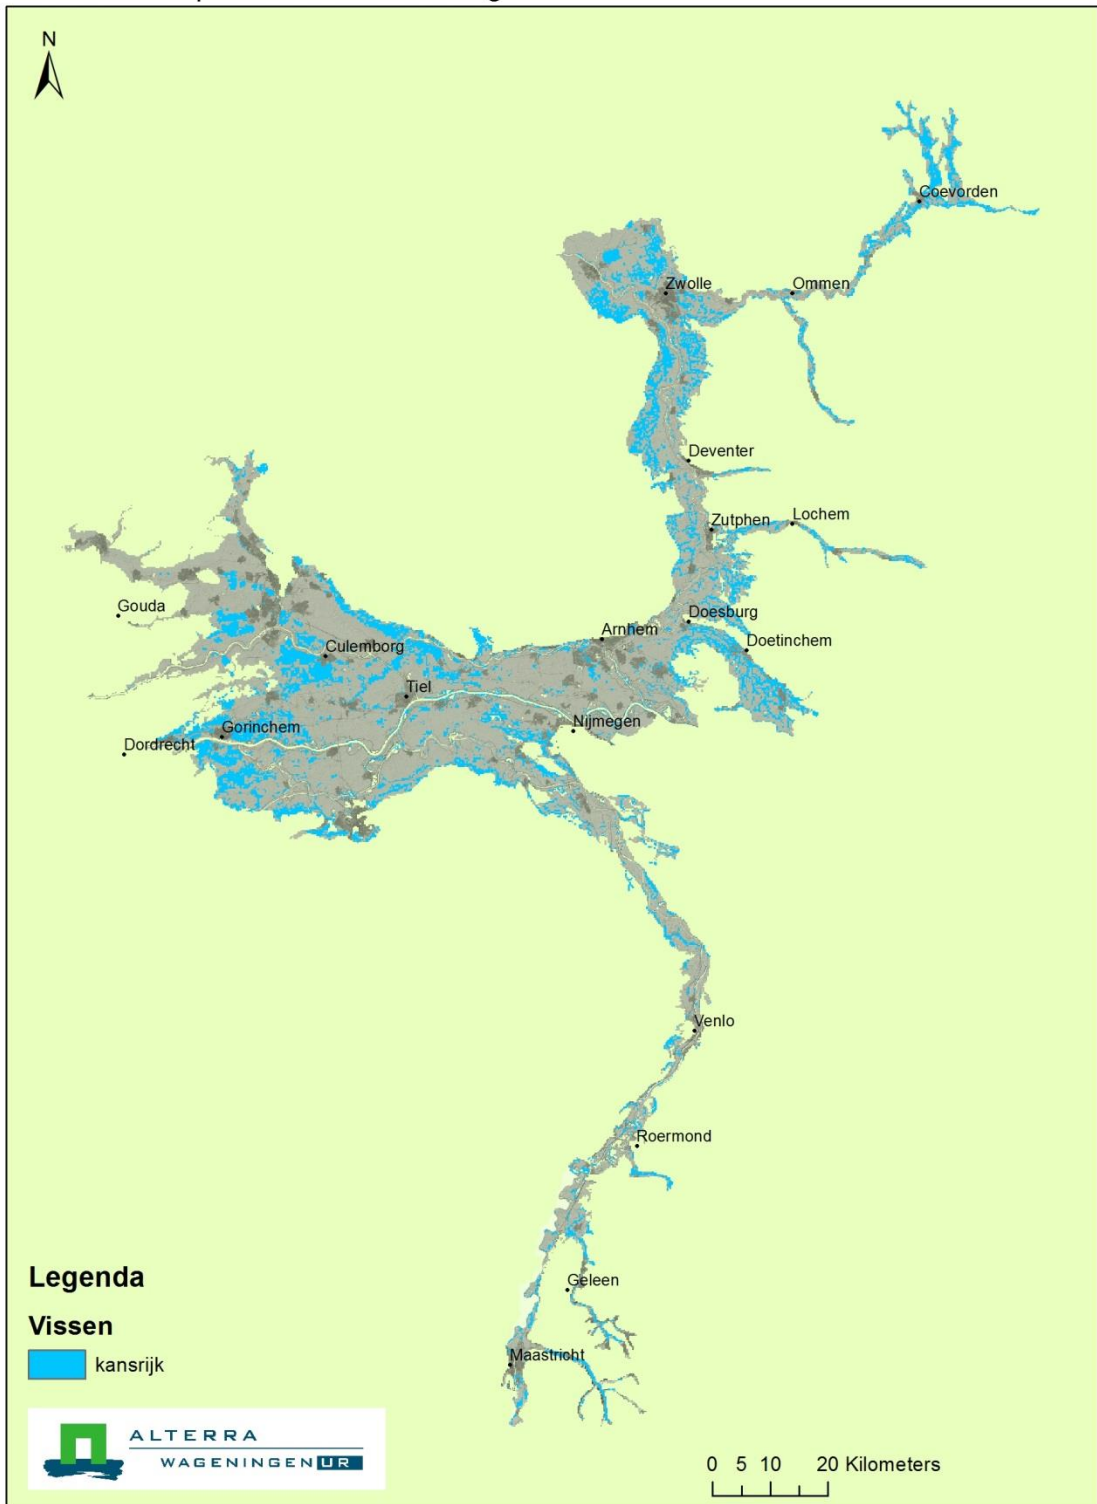 N
Coevorden
Zwolle
Ommen
Deventer
Zutphen
Lochem
Gouda
Doesburg
Arnhem
Doetinchem
Culemborg
Tiel
Gorinchem
Nijmegen
Dordrecht
Venlo
Roermond
Legenda
Geleen
Vissen
kansrijk
Maastricht
ALTERRA
WAGENINGEN UR
0 5 10 20 Kilometers